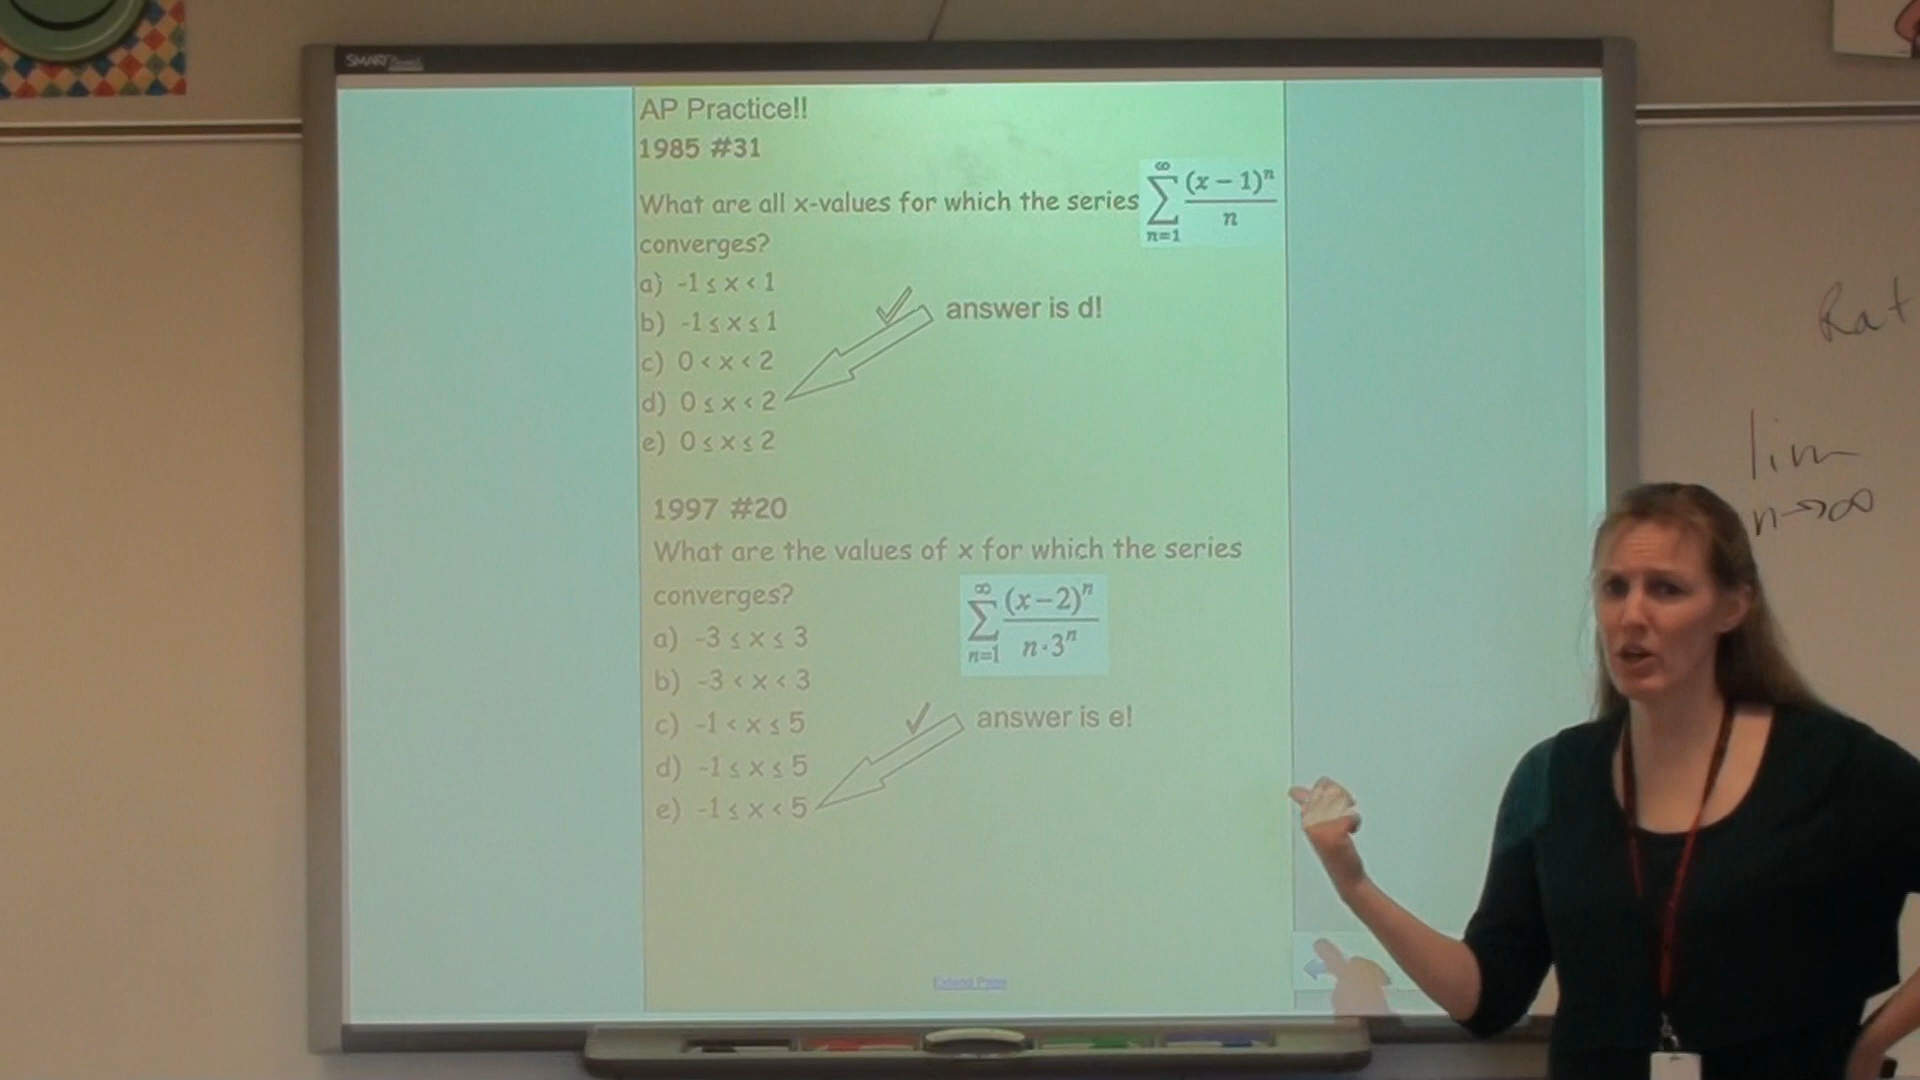 SMART Board
AP Practice!!
1985 #31
What are all x-values for which the series ∑_{n=1}^{∞} (x – 1)^n / n
converges?
a) -1 ≤ x < 1
b) -1 ≤ x ≤ 1
c) 0 < x < 2
d) 0 ≤ x < 2
e) 0 ≤ x ≤ 2
answer is d!
1997 #20
What are the values of x for which the series
converges? ∑_{n=1}^{∞} (x – 2)^n / n · 3^n
a) -3 ≤ x ≤ 3
b) -3 < x < 3
c) -1 < x ≤ 5
d) -1 ≤ x ≤ 5
e) -1 ≤ x < 5
answer is e!
Extend Page
Rat
lim
n→∞